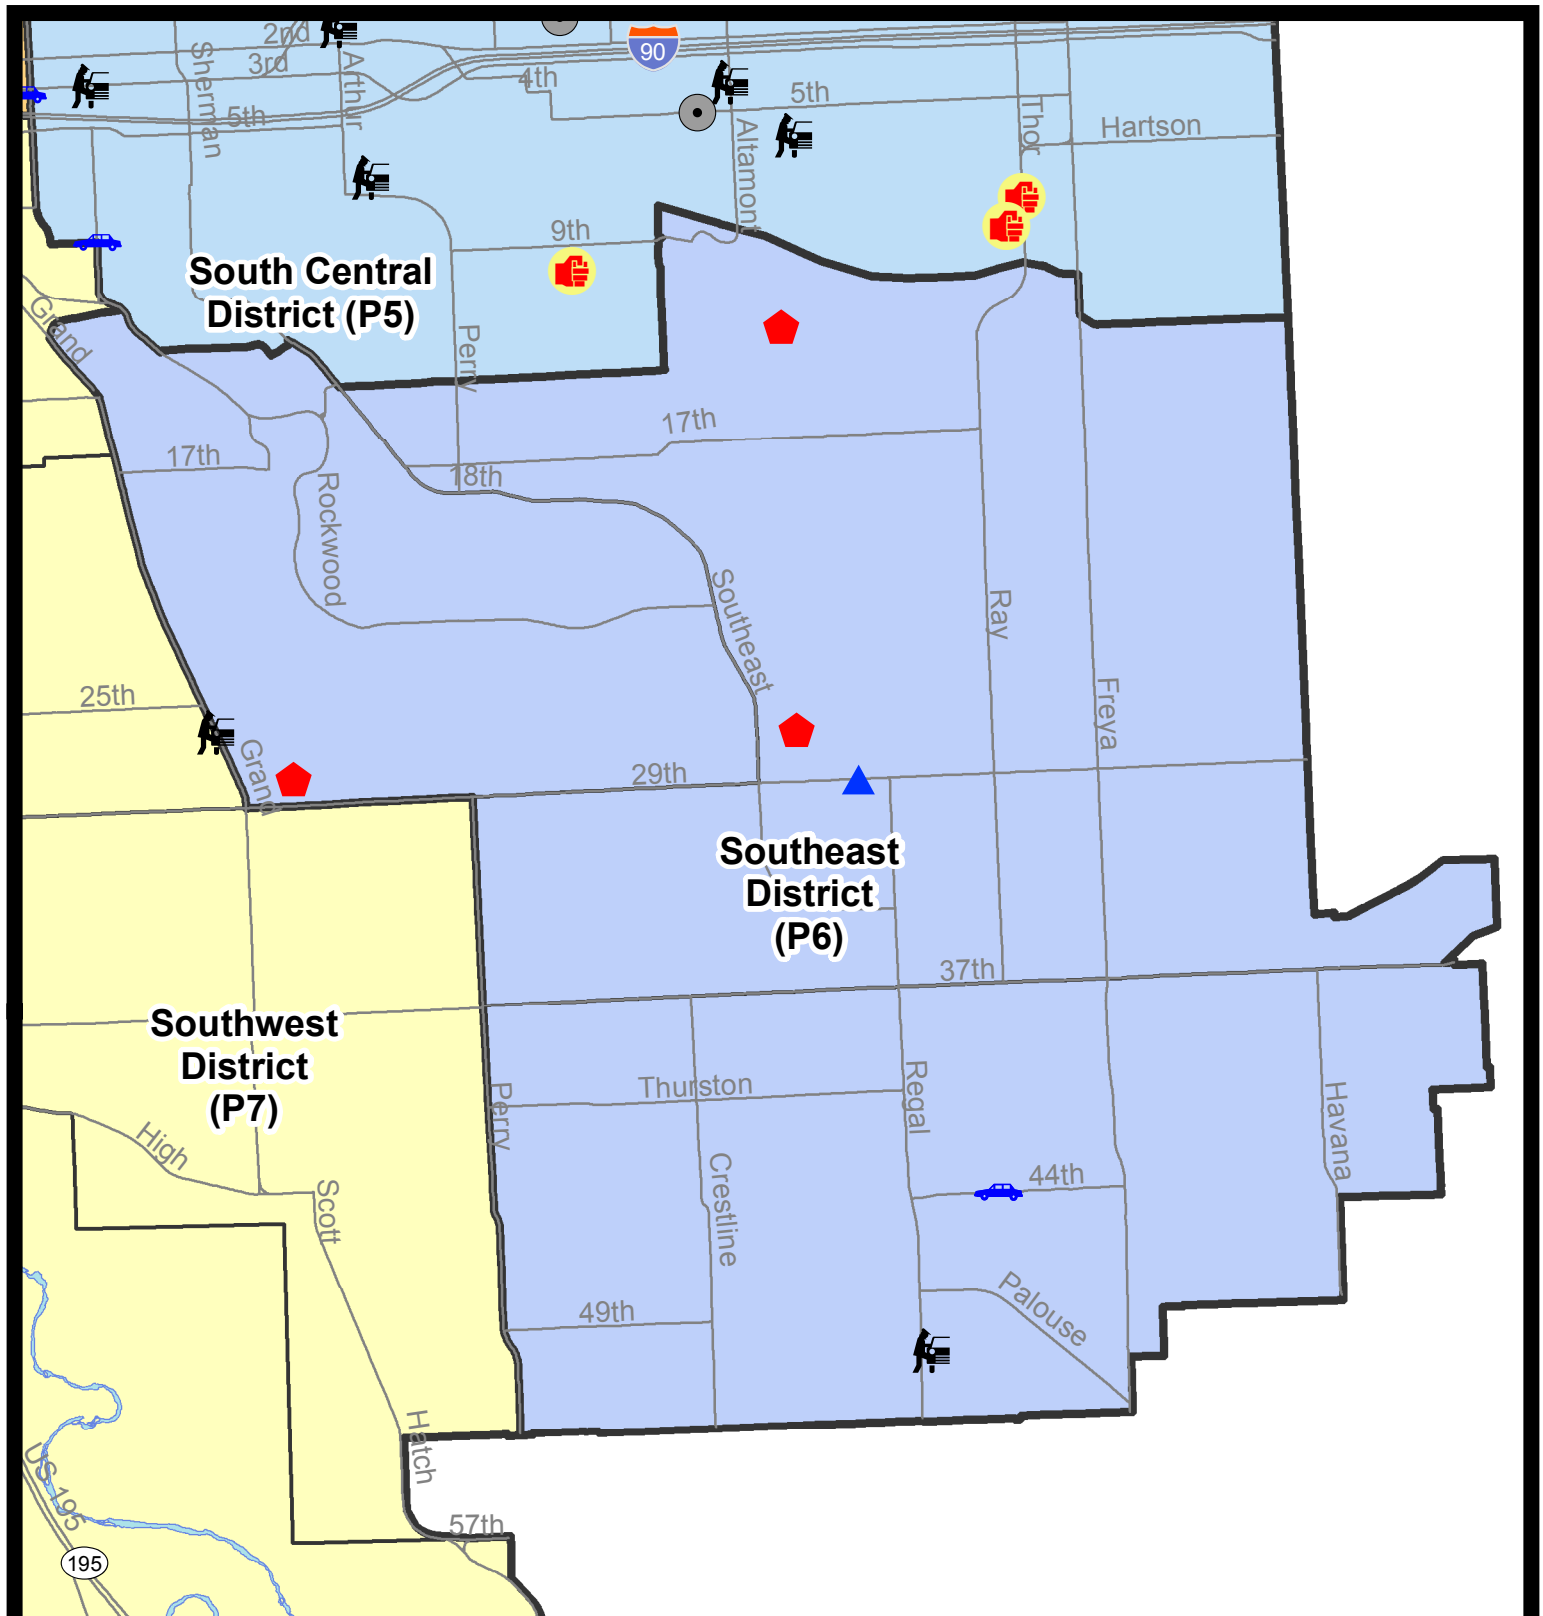 2nd
90
3rd
Sherman
Arthur
4th
5th
5th
Thor
Hartson
Altamont
9th
South Central
District (P5)
Grand
Perry
17th
17th
18th
Rockwood
Southeast
Ray
Freya
25th
Grand
29th
Southeast
District
(P6)
37th
Southwest
District
(P7)
Thurston
Perry
Regal
Havana
High
Crestline
44th
Scott
Palouse
49th
Hatch
US 195
57th
195